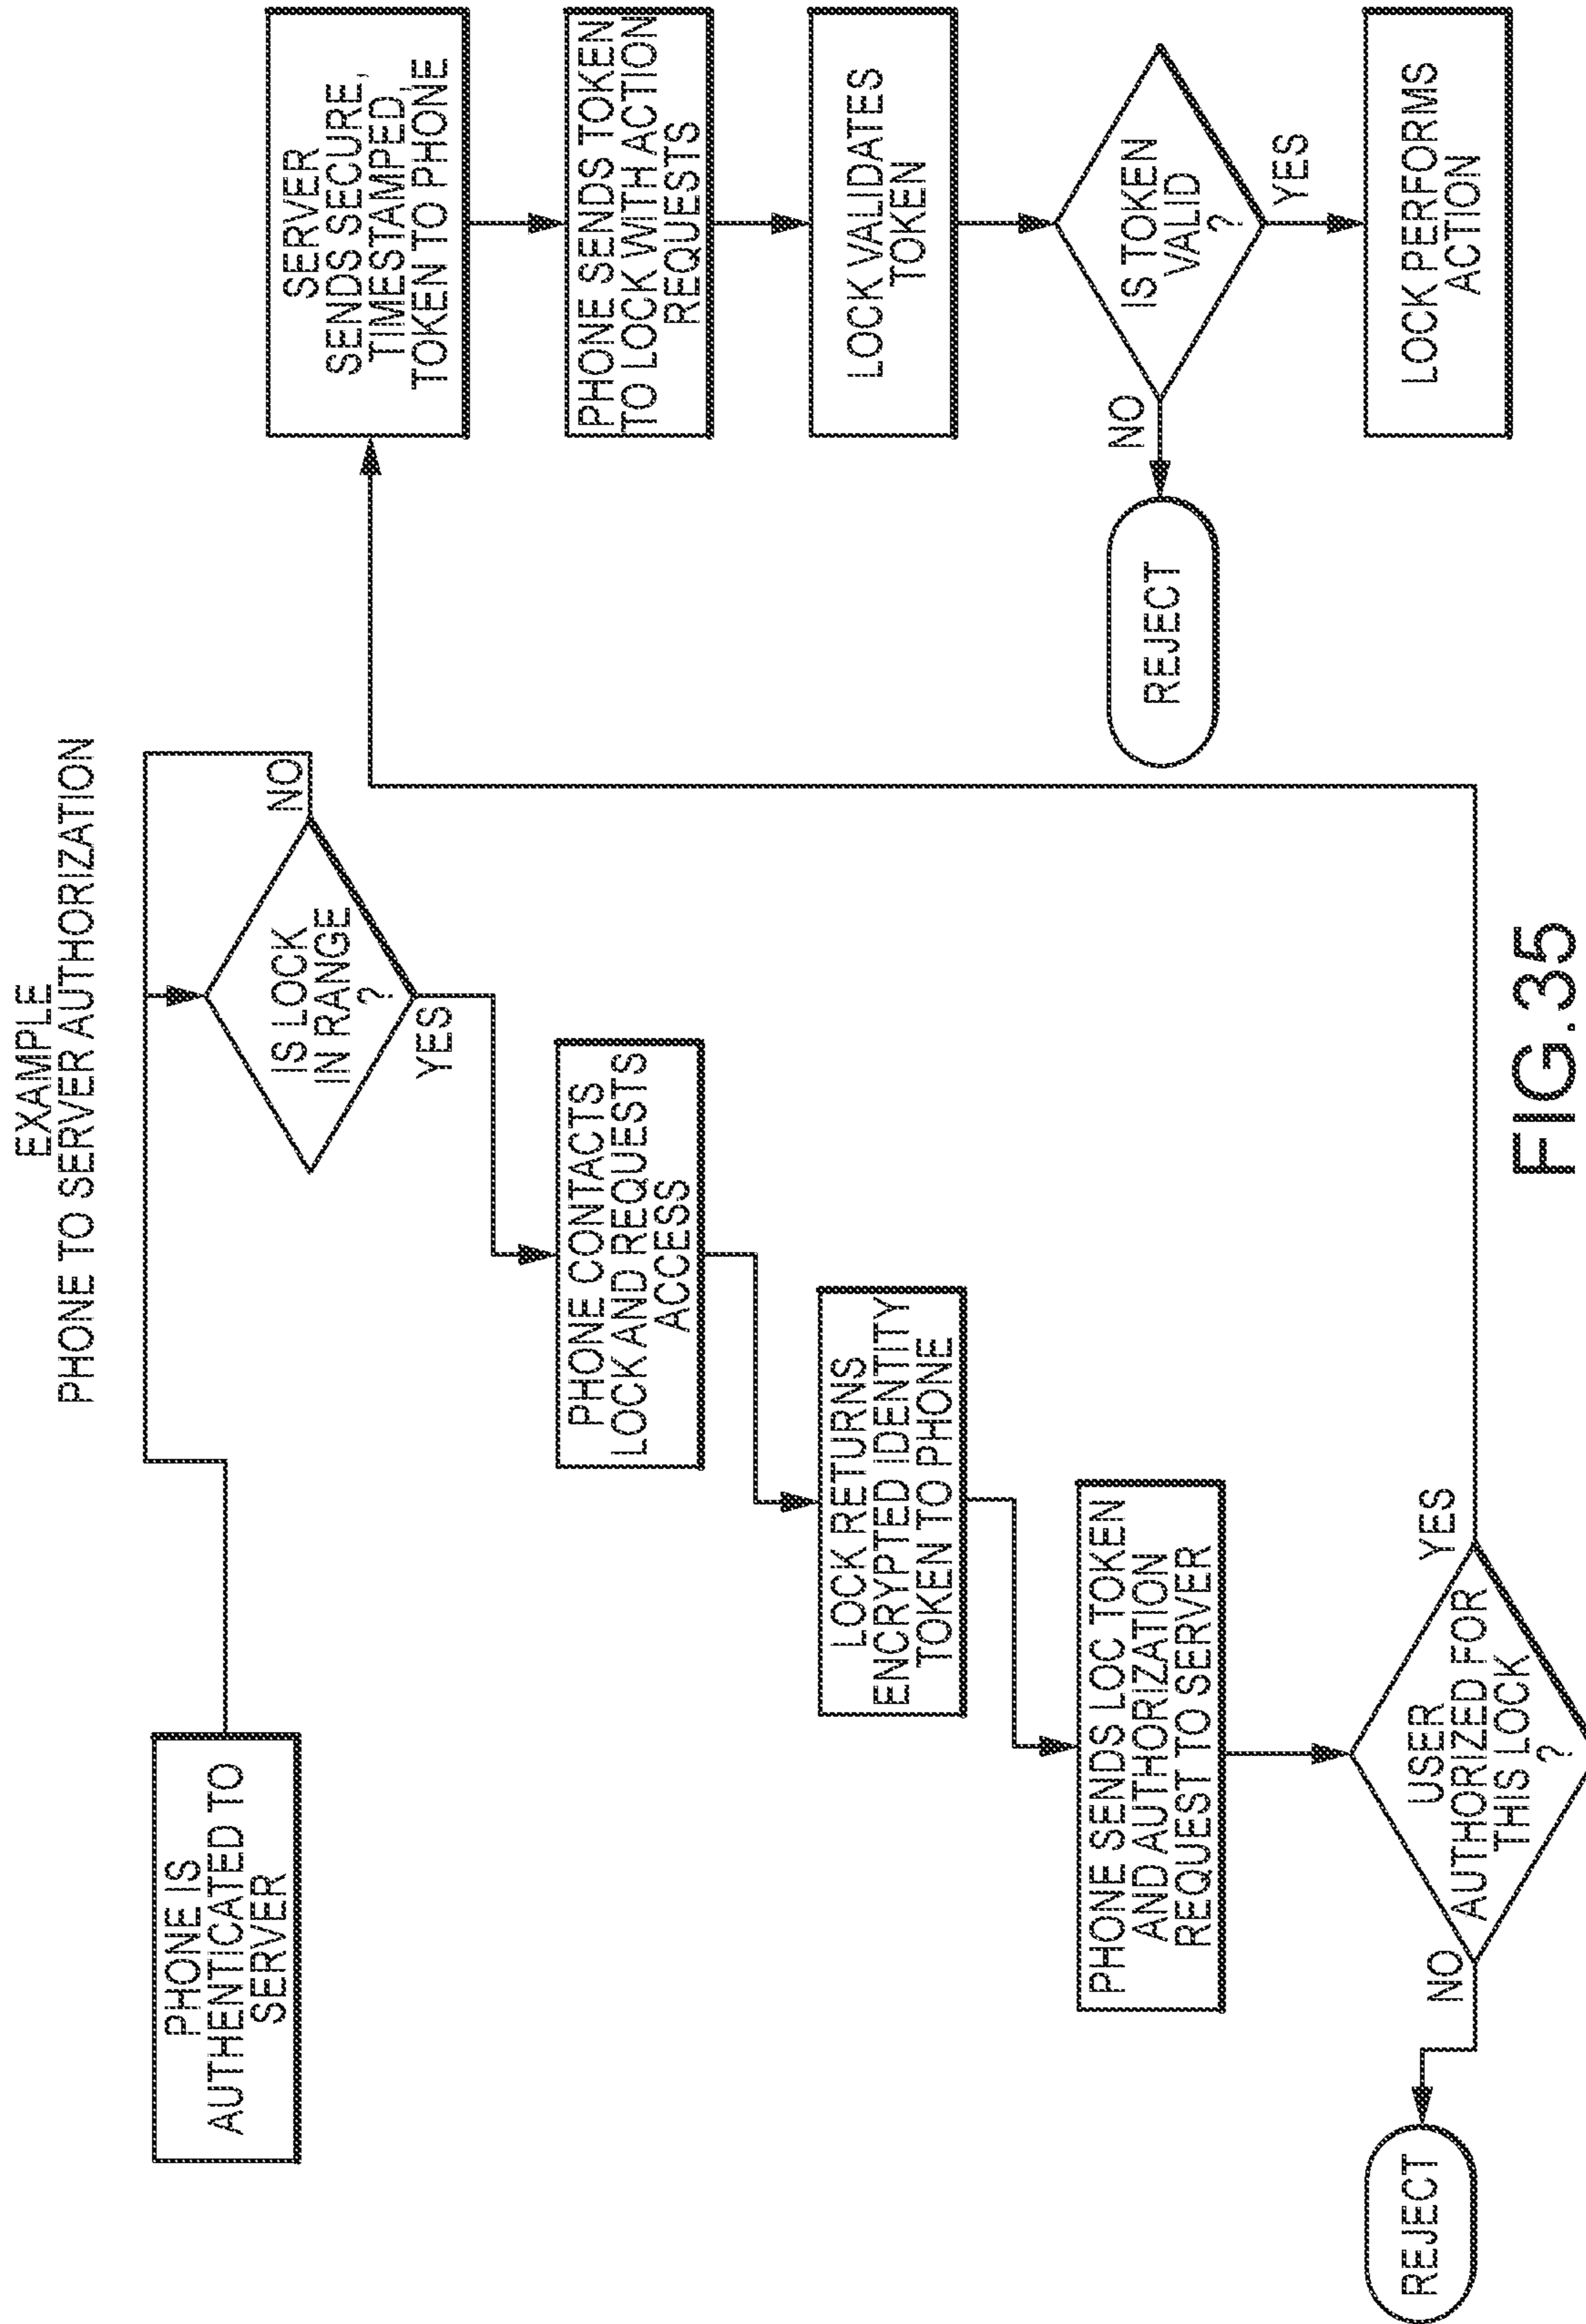 EXAMPLE
PHONE TO SERVER AUTHORIZATION
PHONE IS
AUTHENTICATED TO
SERVER
IS LOCK
IN RANGE
?
NO
YES
PHONE CONTACTS
LOCK AND REQUESTS
ACCESS
LOCK RETURNS
ENCRYPTED IDENTITY
TOKEN TO PHONE
PHONE SENDS LOC TOKEN
AND AUTHORIZATION
REQUEST TO SERVER
USER
AUTHORIZED FOR
THIS LOCK
?
NO
YES
REJECT
SERVER
SENDS SECURE,
TIMESTAMPED,
TOKEN TO PHONE
PHONE SENDS TOKEN
TO LOCK WITH ACTION
REQUESTS
LOCK VALIDATES
TOKEN
IS TOKEN
VALID
?
NO
YES
REJECT
LOCK PERFORMS
ACTION
FIG.35